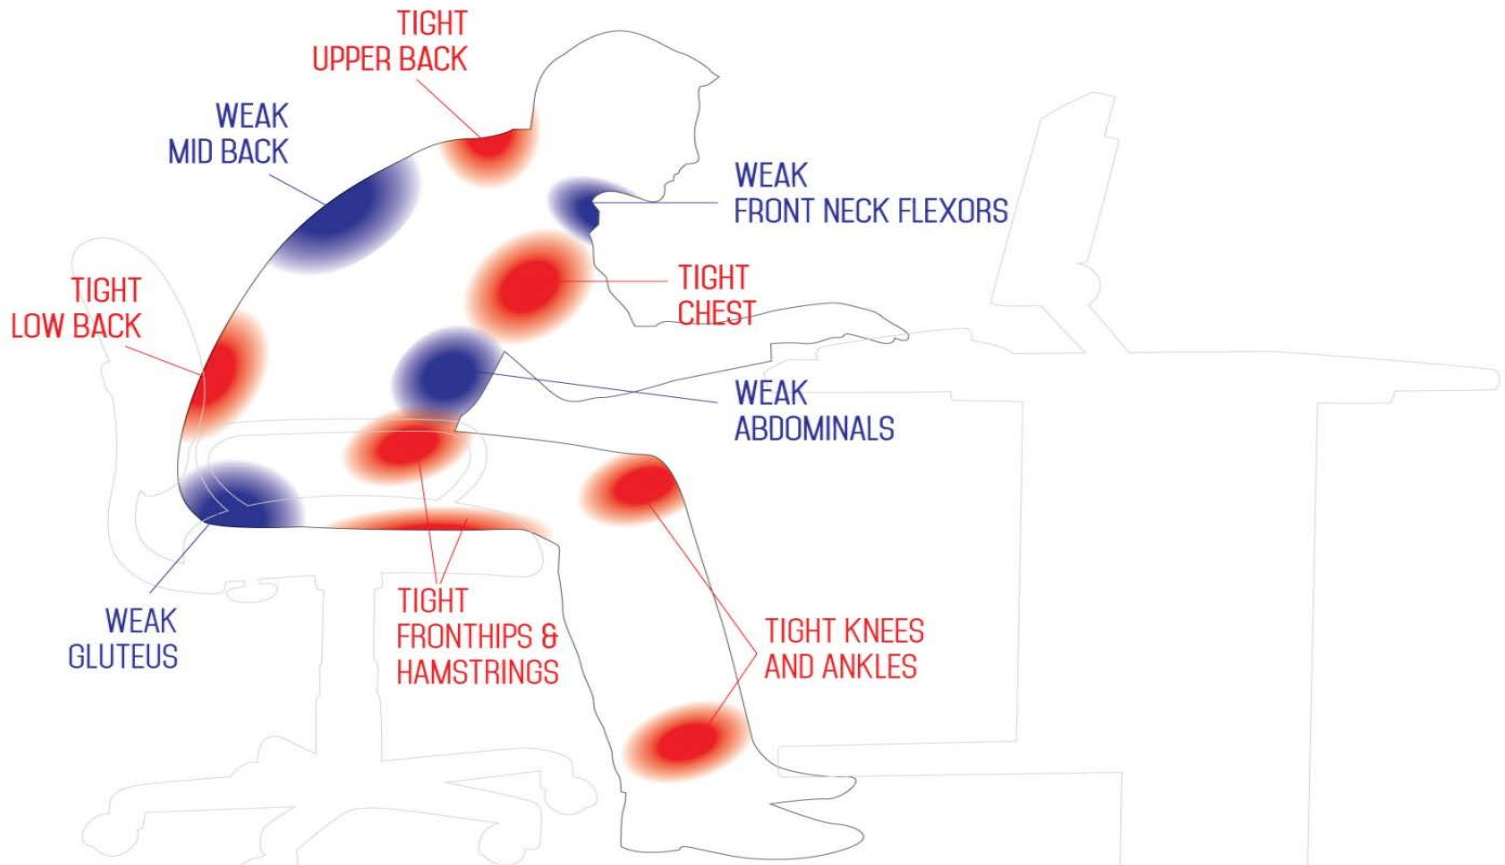 TIGHT
UPPER BACK
WEAK
MID BACK
WEAK
FRONT NECK FLEXORS
TIGHT
LOW BACK
TIGHT
CHEST
WEAK
ABDOMINALS
WEAK
GLUTEUS
TIGHT
FRONTHIPS &
HAMSTRINGS
TIGHT KNEES
AND ANKLES